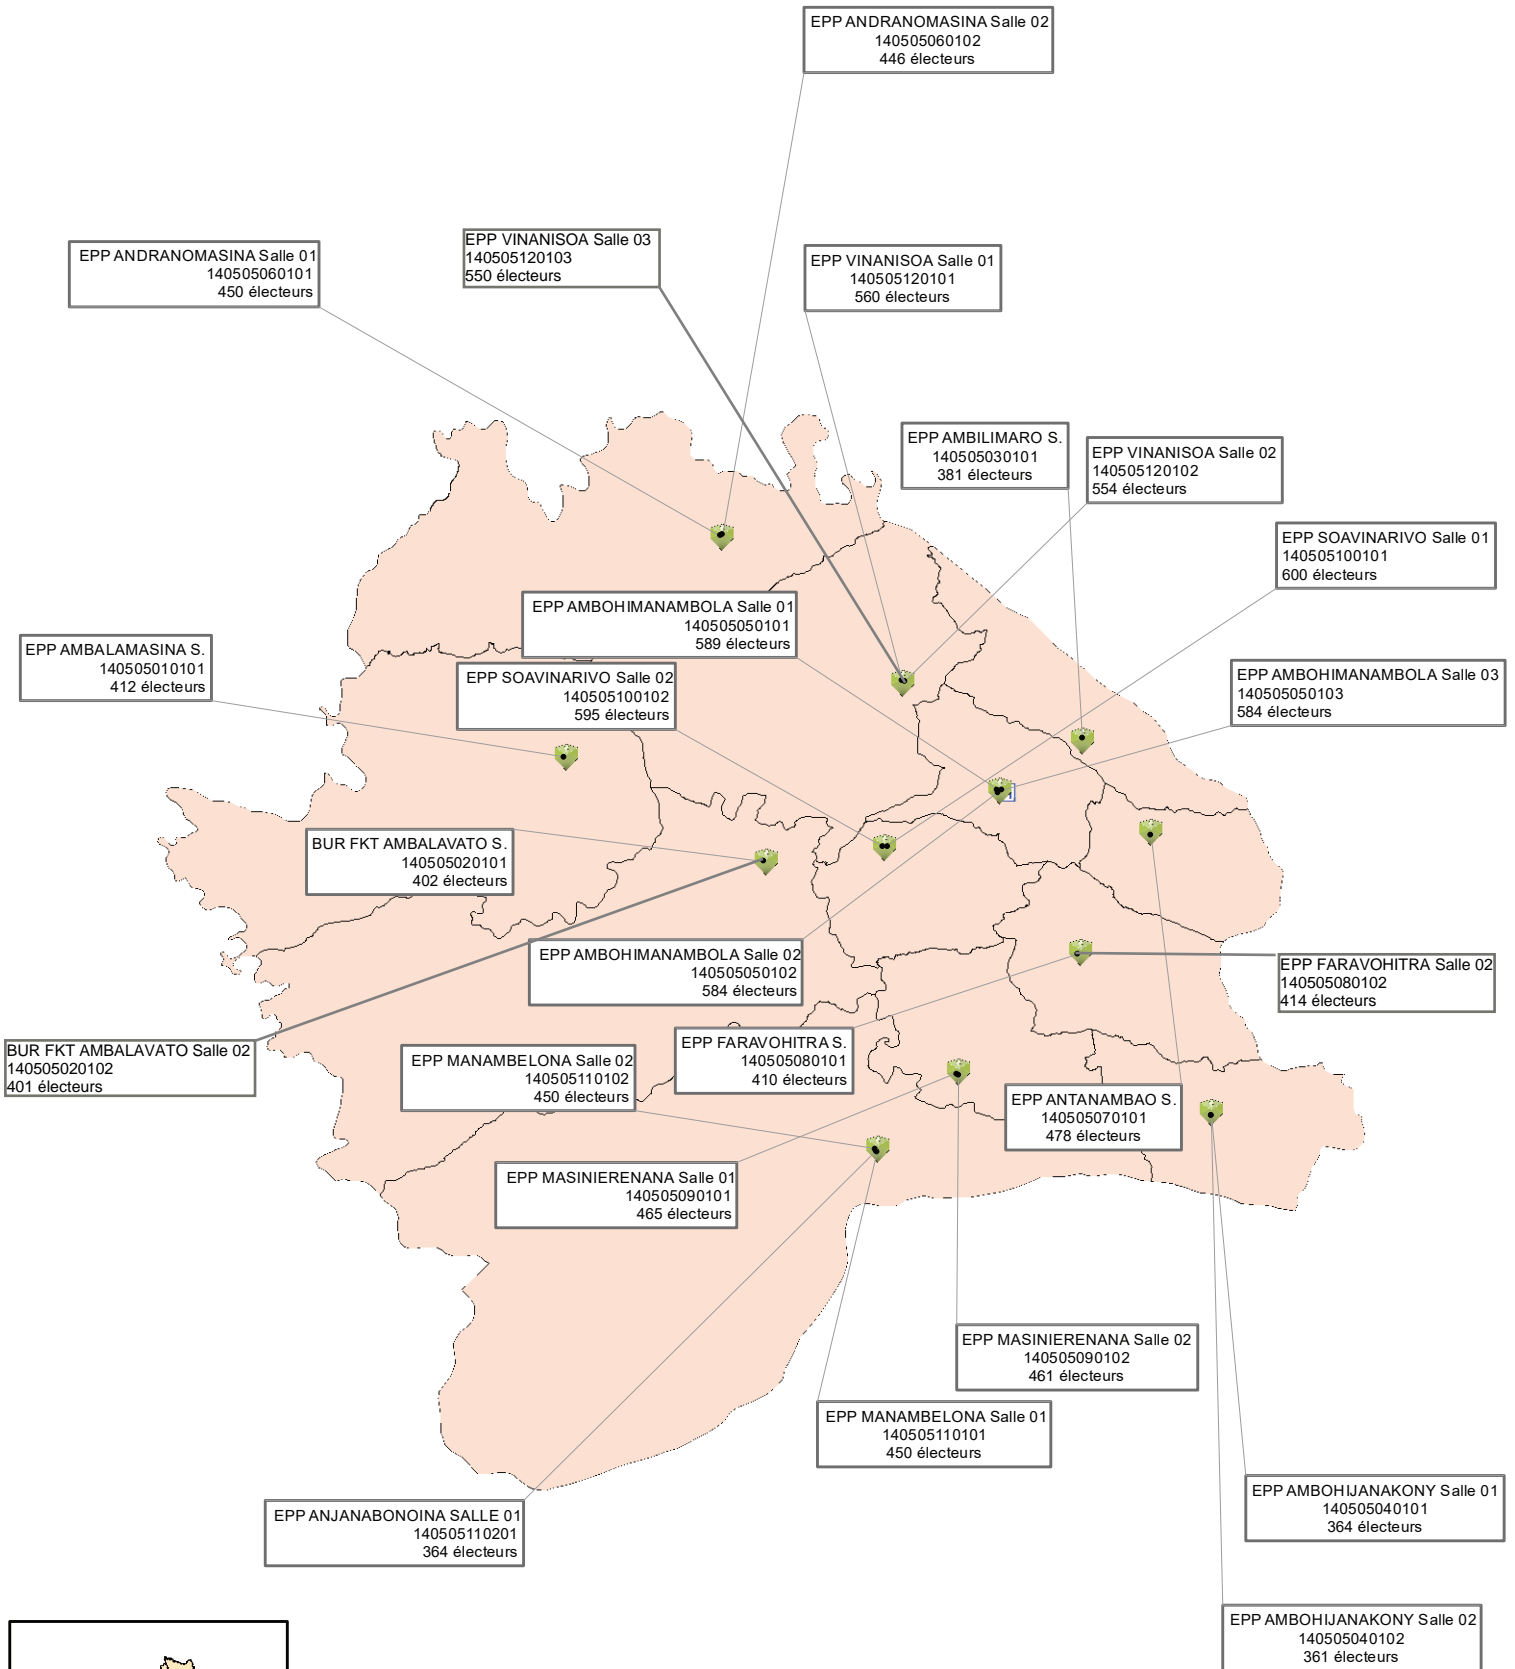 EPP ANDRANOMASINA Salle 02
140505060102
446 électeurs
EPP VINANISOA Salle 03
140505120103
550 électeurs
EPP ANDRANOMASINA Salle 01
140505060101
450 électeurs
EPP VINANISOA Salle 01
140505120101
560 électeurs
EPP AMBILIMARO S.
140505030101
381 électeurs
EPP VINANISOA Salle 02
140505120102
554 électeurs
EPP SOAVINARIVO Salle 01
140505100101
600 électeurs
EPP AMBOHIMANAMBOLA Salle 01
140505050101
589 électeurs
EPP AMBALAMASINA S.
140505010101
412 électeurs
EPP SOAVINARIVO Salle 02
140505100102
595 électeurs
EPP AMBOHIMANAMBOLA Salle 03
140505050103
584 électeurs
BUR FKT AMBALAVATO S.
140505020101
402 électeurs
EPP AMBOHIMANAMBOLA Salle 02
140505050102
584 électeurs
EPP FARAVOHITRA Salle 02
140505080102
414 électeurs
BUR FKT AMBALAVATO Salle 02
140505020102
401 électeurs
EPP FARAVOHITRA S.
140505080101
410 électeurs
EPP MANAMBELONA Salle 02
140505110102
450 électeurs
EPP ANTANAMBAO S.
140505070101
478 électeurs
EPP MASINIERENANA Salle 01
140505090101
465 électeurs
EPP MASINIERENANA Salle 02
140505090102
461 électeurs
EPP MANAMBELONA Salle 01
140505110101
450 électeurs
EPP AMBOHIJANAKONY Salle 01
140505040101
364 électeurs
EPP ANJANABONOINA SALLE 01
140505110201
364 électeurs
EPP AMBOHIJANAKONY Salle 02
140505040102
361 électeurs